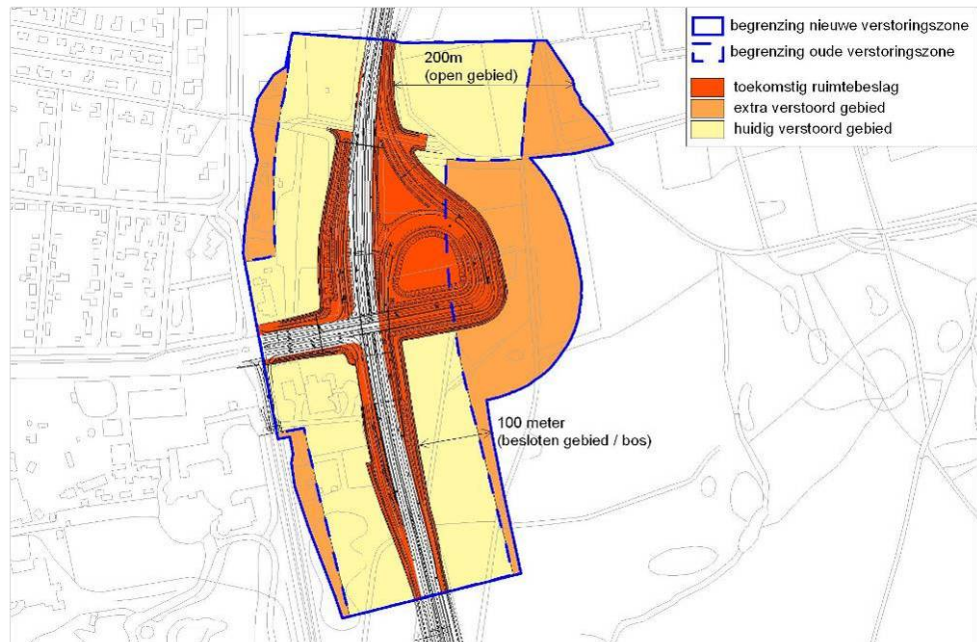 begrenzing nieuwe verstoringszone
begrenzing oude verstoringszone
toekomstig ruimtebeslag
extra verstoord gebied
huidig verstoord gebied
200m
(open gebied)
100 meter
(besloten gebied / bos)